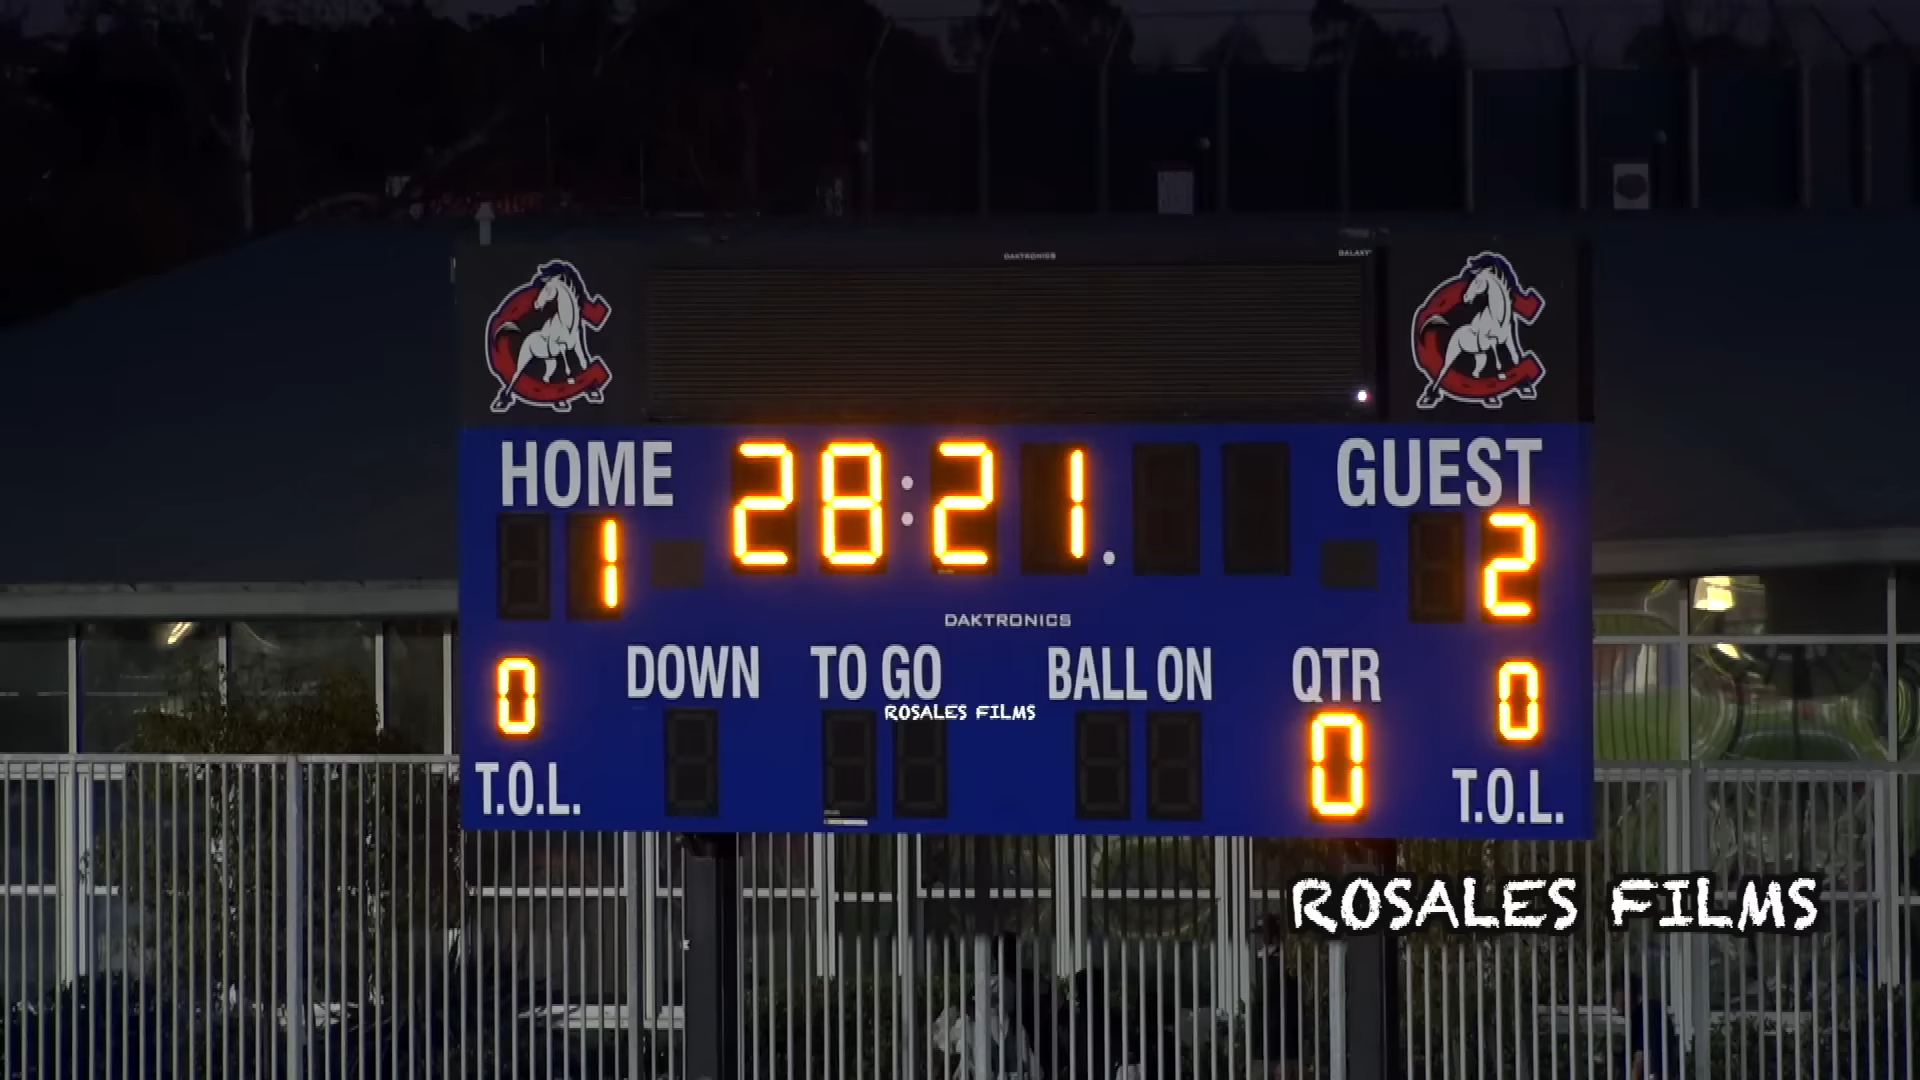 DAKTRONICS GALAXY
HOME 28:21. GUEST
1 2
DAKTRONICS
0 DOWN TO GO BALL ON QTR 0
ROSALES FILMS
T.O.L. 0 T.O.L.
ROSALES FILMS